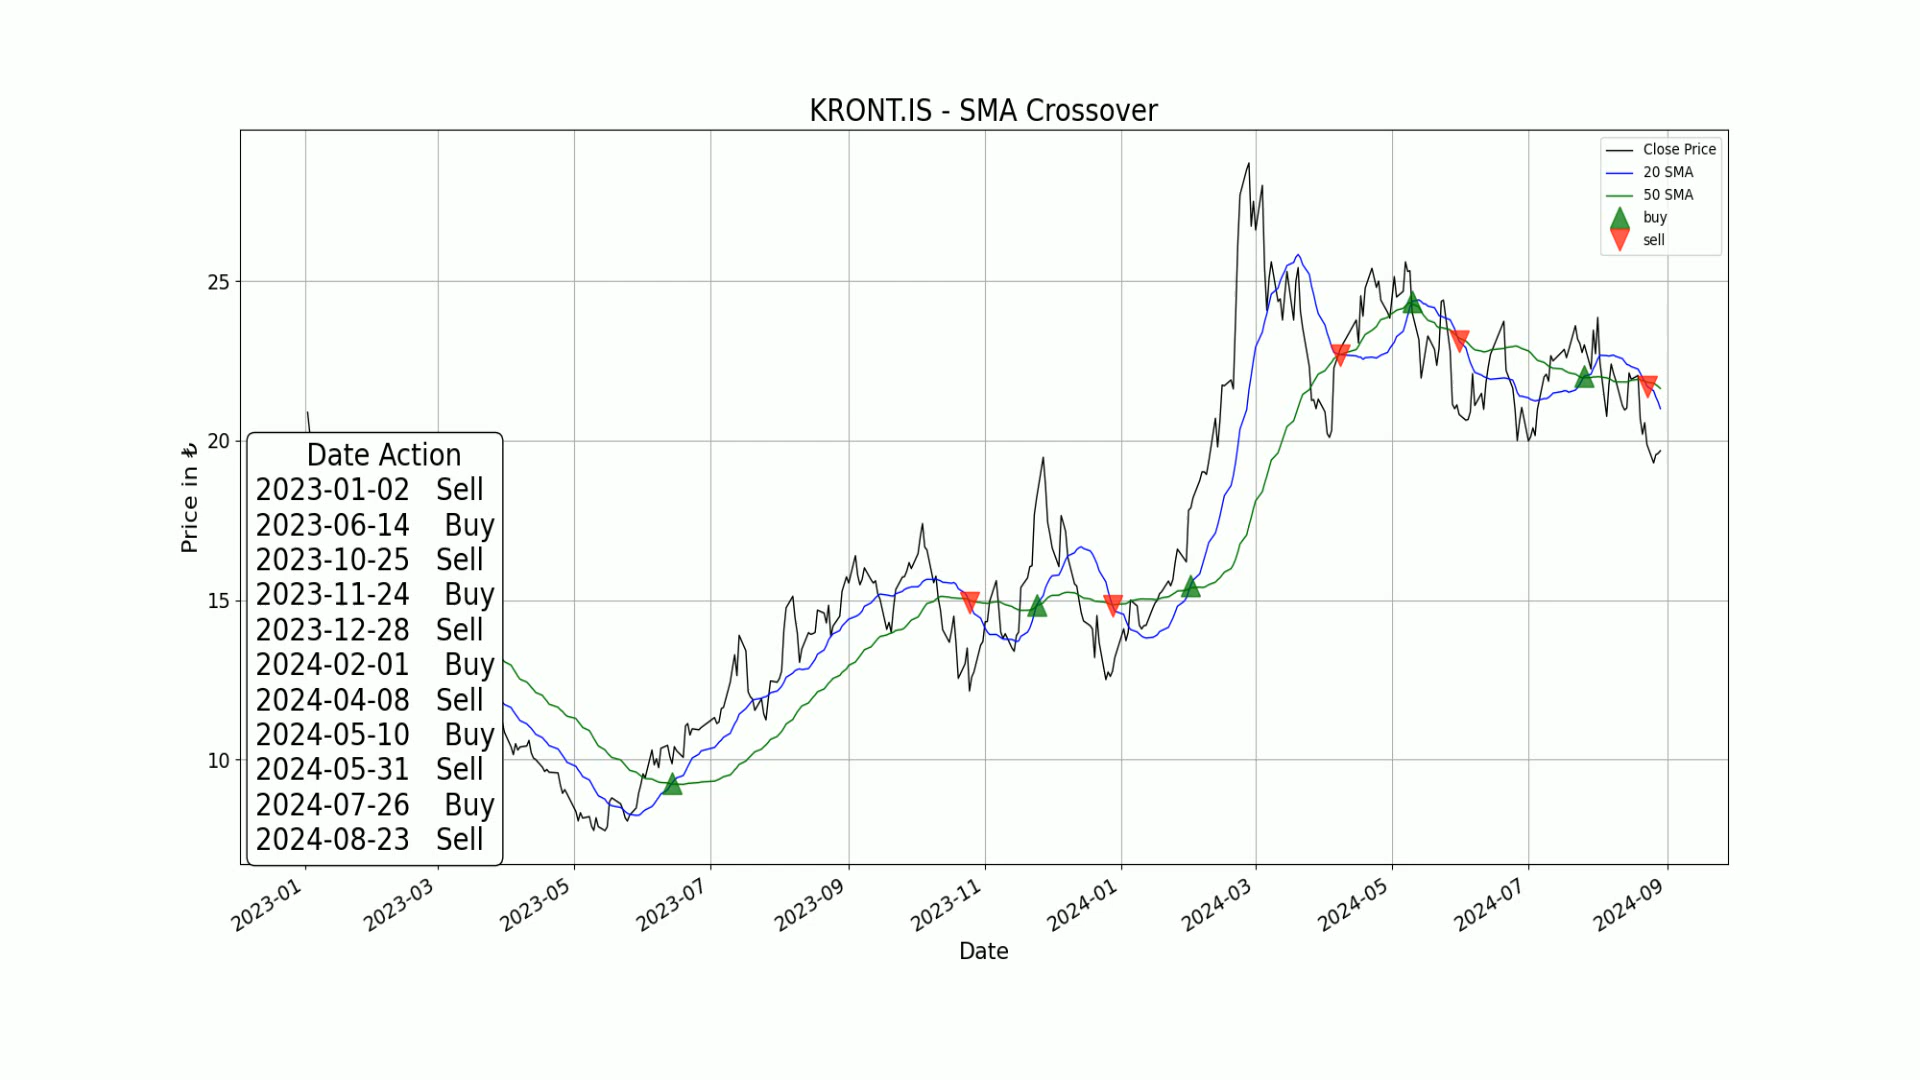 KRONT.IS - SMA Crossover
Close Price
20 SMA
50 SMA
buy
sell
25
20
15
10
Price in ₺
Date Action
2023-01-02 Sell
2023-06-14 Buy
2023-10-25 Sell
2023-11-24 Buy
2023-12-28 Sell
2024-02-01 Buy
2024-04-08 Sell
2024-05-10 Buy
2024-05-31 Sell
2024-07-26 Buy
2024-08-23 Sell
2023-01
2023-03
2023-05
2023-07
2023-09
2023-11
2024-01
2024-03
2024-05
2024-07
2024-09
Date